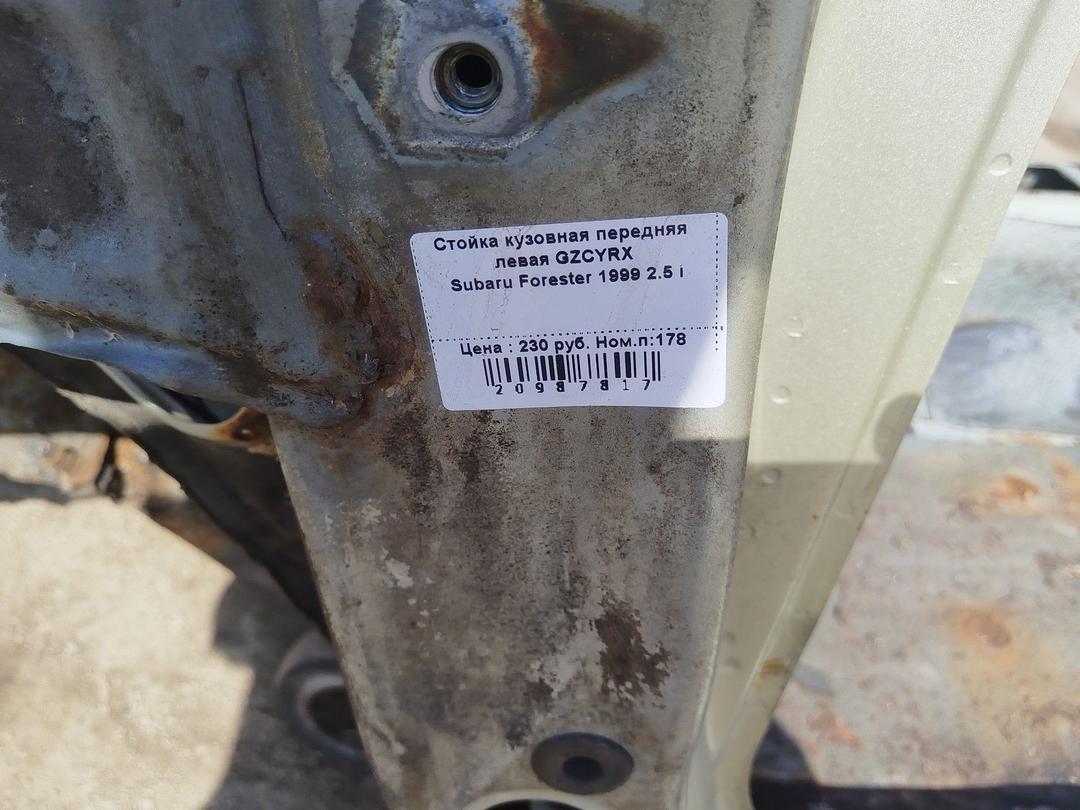 Стойка кузовная передняя
левая GZCYRX
Subaru Forester 1999 2.5 i
Цена : 230 руб. Ном.п:178
20987817